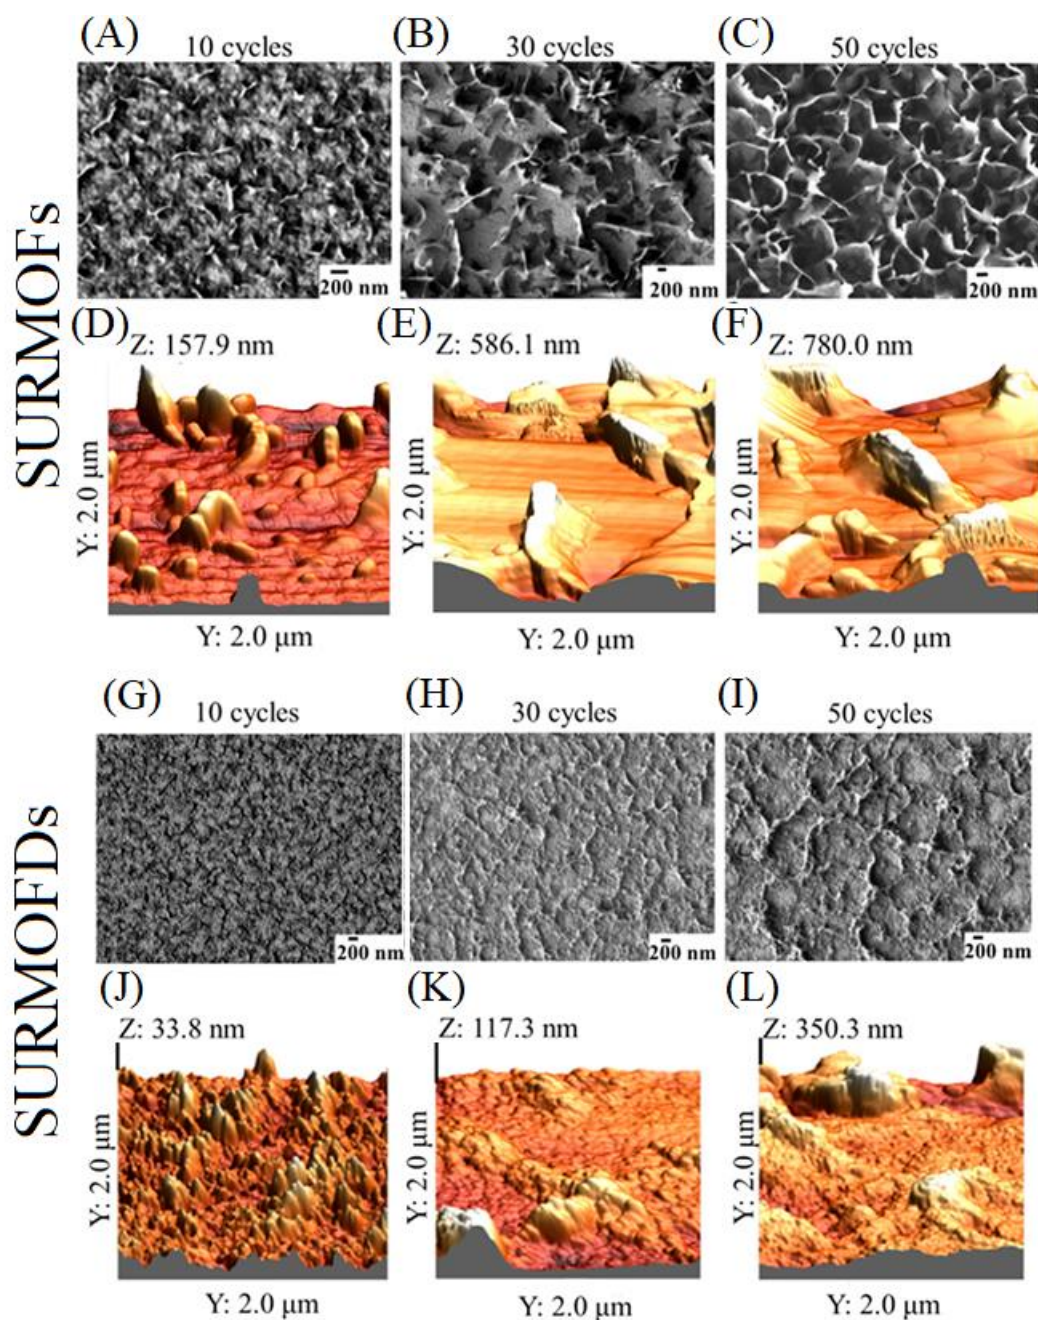 SURMOFs
(A)
10 cycles
200 nm
(B)
30 cycles
200 nm
(C)
50 cycles
200 nm
(D)
Z: 157.9 nm
Y: 2.0 μm
Y: 2.0 μm
(E)
Z: 586.1 nm
Y: 2.0 μm
Y: 2.0 μm
(F)
Z: 780.0 nm
Y: 2.0 μm
Y: 2.0 μm
SURMOFDs
(G)
10 cycles
200 nm
(H)
30 cycles
200 nm
(I)
50 cycles
200 nm
(J)
Z: 33.8 nm
Y: 2.0 μm
Y: 2.0 μm
(K)
Z: 117.3 nm
Y: 2.0 μm
Y: 2.0 μm
(L)
Z: 350.3 nm
Y: 2.0 μm
Y: 2.0 μm